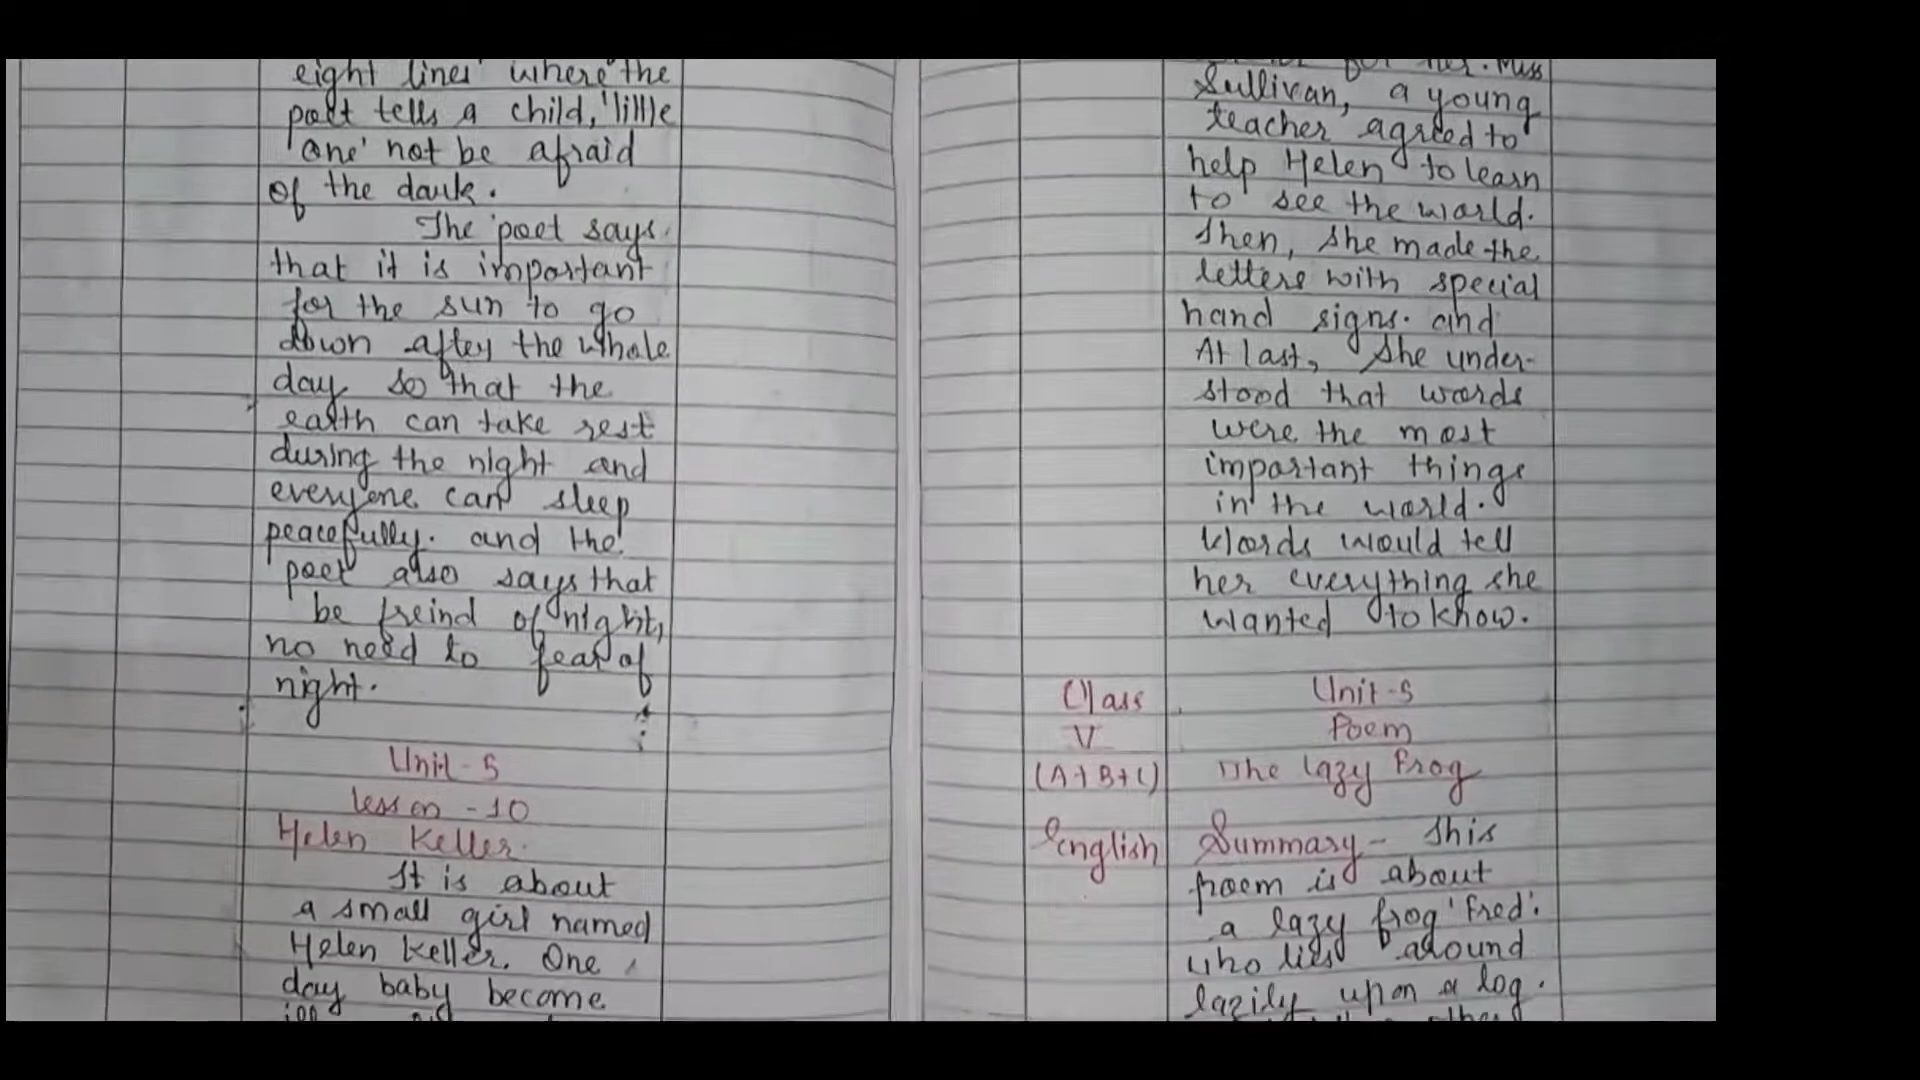 eight lines where the
poet tells a child, 'little
one' not be afraid
of the dark.
The poet says
that it is important
for the sun to go
down after the whole
day so that the
earth can take rest
during the night and
everyone can sleep
peacefully. and the
poet also says that
be freind of night,
no need to fear of
night.
Unit - 5
lesson - 10
Helen Keller.
It is about
a small girl named
Helen Keller. One
day baby become
ill
her. Miss
Sullivan, a young
teacher agreed to
help Helen to learn
to see the world.
Then, she made the
letters with special
hand signs. and
At last, she under-
stood that words
were the most
important things
in the world.
Words would tell
her everything she
wanted to know.
Class
V
(A+B+C)
English
Unit-5
Poem
The lazy Frog
Summary - This
poem is about
a lazy frog 'Fred'.
who lies around
lazily upon a log.